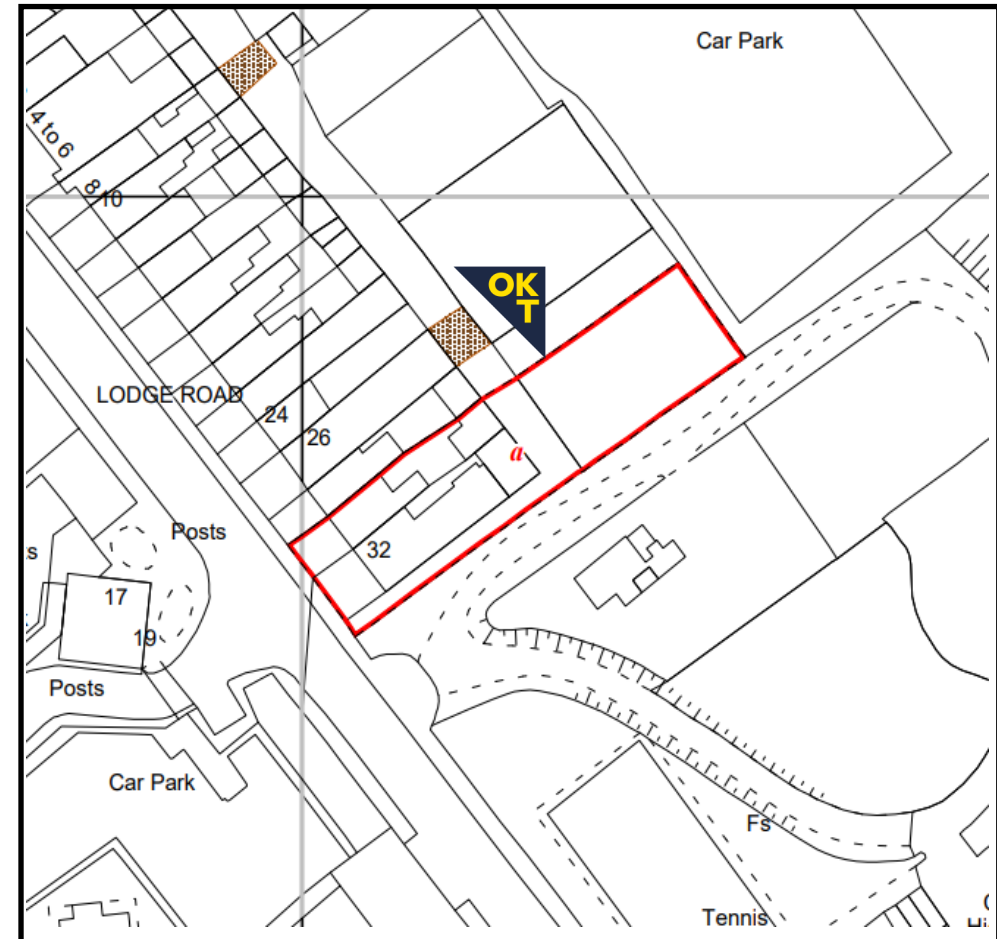 Car Park
4 to 6
8
10
OK
T
LODGE ROAD
24
26
a
Posts
32
17
19
Posts
Car Park
Fs
Tennis